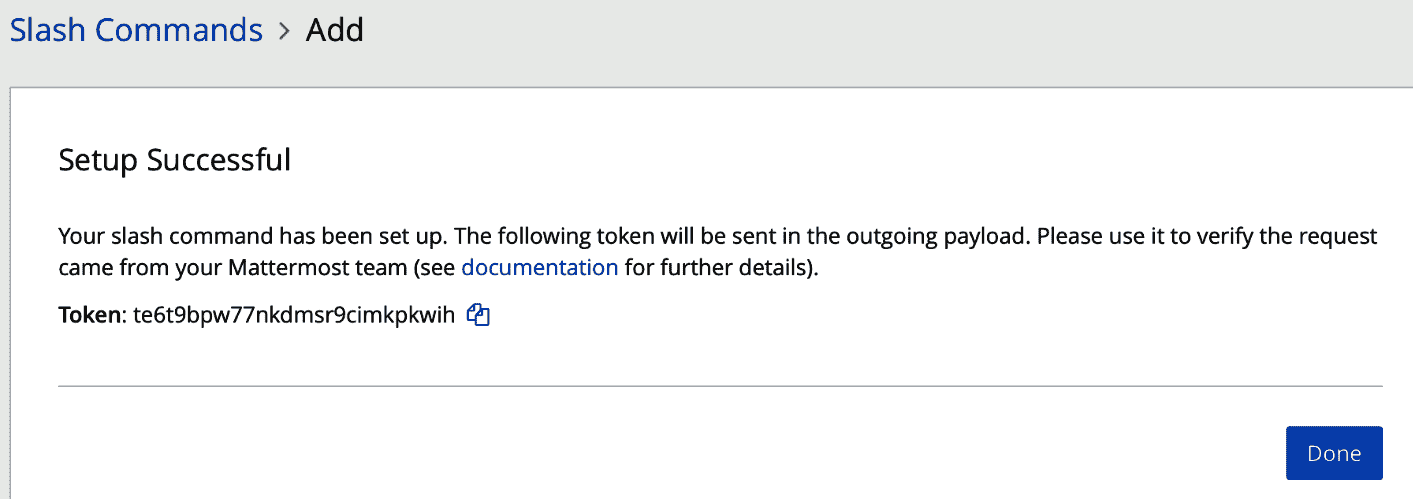 Slash Commands > Add
Setup Successful
Your slash command has been set up. The following token will be sent in the outgoing payload. Please use it to verify the request
came from your Mattermost team (see documentation for further details).
Token: te6t9bpw77nkdmsr9cimkpkwih
Done